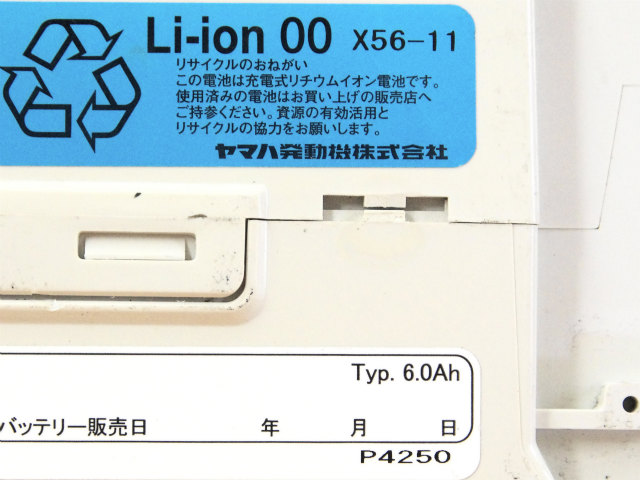 Li-ion 00 X56-11
リサイクルのおねがい
この電池は充電式リチウムイオン電池です。
使用済みの電池はお買い上げの販売店へ
ご持参ください。資源の有効活用と
リサイクルの協力をお願いします。
ヤマハ発動機株式会社
Typ. 6.0Ah
バッテリー販売日 年 月 日
P4250